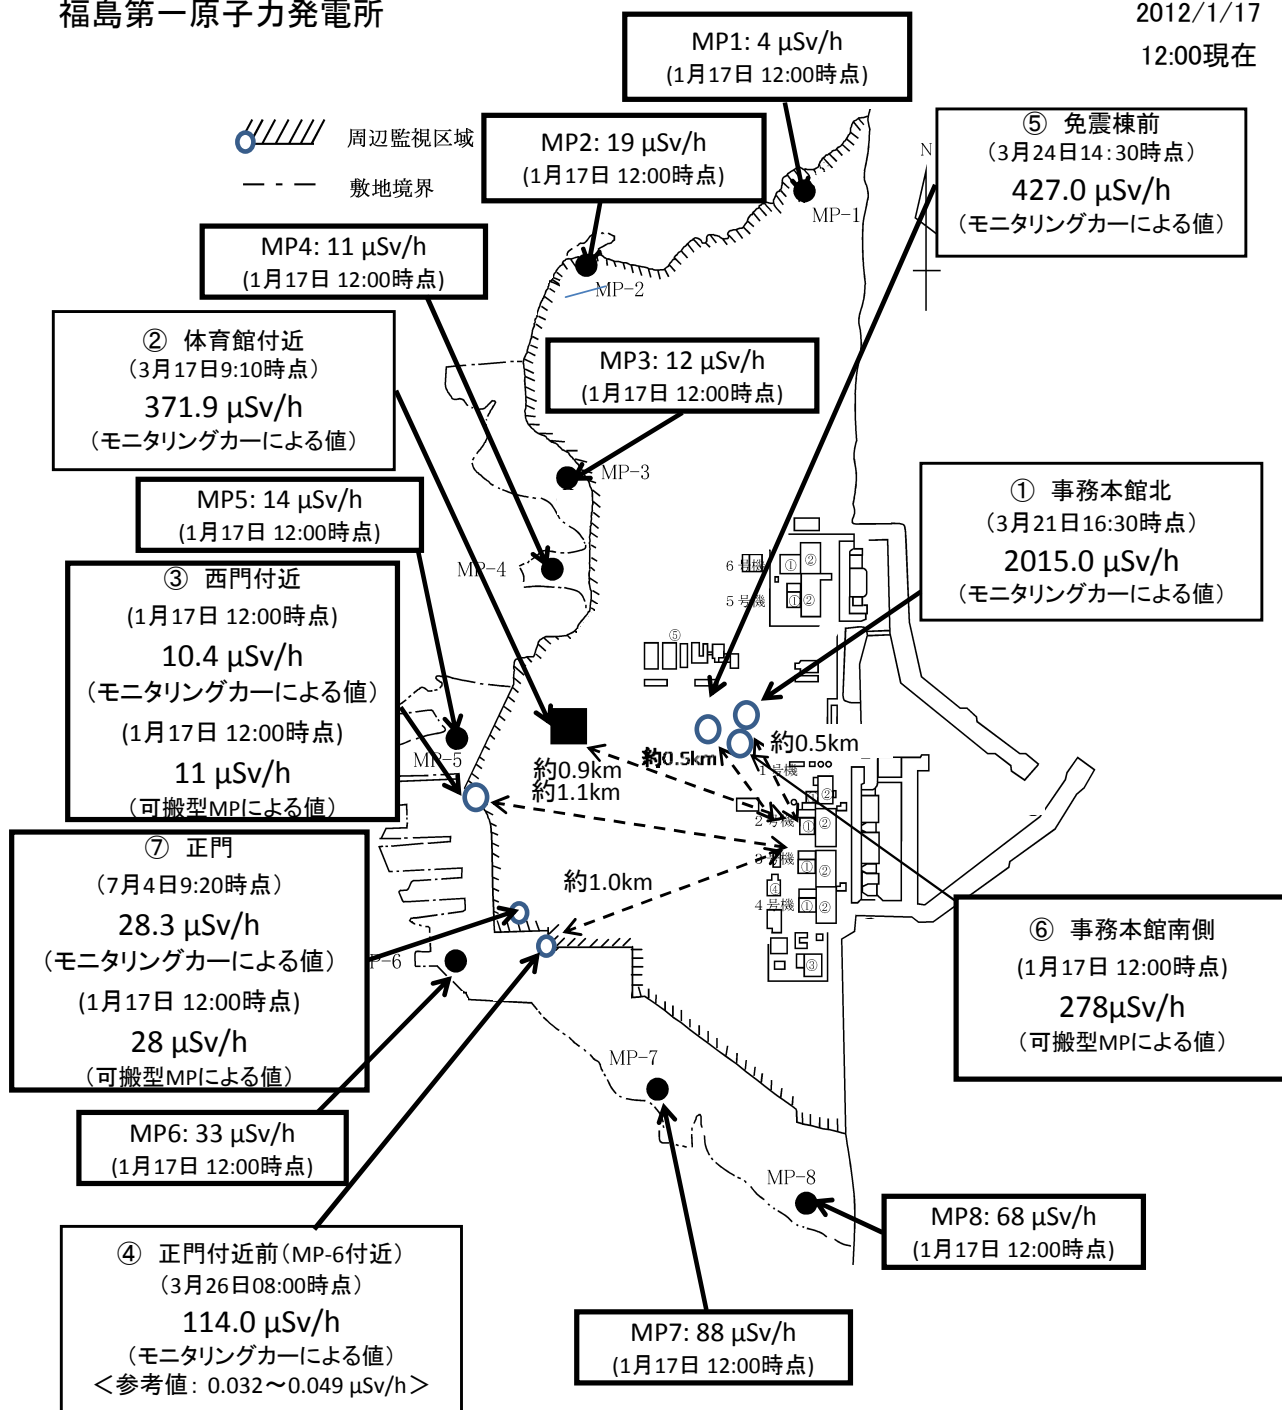 福島第一原子力発電所
2012/1/17
12:00現在
MP1: 4 μSv/h
(1月17日 12:00時点)
周辺監視区域
敷地境界
MP2: 19 μSv/h
(1月17日 12:00時点)
⑤ 免震棟前
(3月24日14:30時点)
427.0 μSv/h
(モニタリングカーによる値)
N
MP-1
MP4: 11 μSv/h
(1月17日 12:00時点)
MP-2
② 体育館付近
(3月17日9:10時点)
371.9 μSv/h
(モニタリングカーによる値)
MP3: 12 μSv/h
(1月17日 12:00時点)
MP-3
MP5: 14 μSv/h
(1月17日 12:00時点)
① 事務本館北
(3月21日16:30時点)
2015.0 μSv/h
(モニタリングカーによる値)
MP-4
③ 西門付近
(1月17日 12:00時点)
10.4 μSv/h
(モニタリングカーによる値)
(1月17日 12:00時点)
11 μSv/h
(可搬型MPによる値)
6号機
① ②
5号機
① ②
⑤
MP-5
約0.9km
約1.1km
約0.5km
約0.5km
1号機
②
2号機
① ②
3号機
① ②
④
4号機
① ②
③
約1.0km
⑦ 正門
(7月4日9:20時点)
28.3 μSv/h
(モニタリングカーによる値)
(1月17日 12:00時点)
28 μSv/h
(可搬型MPによる値)
P-6
⑥ 事務本館南側
(1月17日 12:00時点)
278μSv/h
(可搬型MPによる値)
MP-7
MP6: 33 μSv/h
(1月17日 12:00時点)
MP-8
MP8: 68 μSv/h
(1月17日 12:00時点)
④ 正門付近前(MP-6付近)
(3月26日08:00時点)
114.0 μSv/h
(モニタリングカーによる値)
<参考値: 0.032～0.049 μSv/h>
MP7: 88 μSv/h
(1月17日 12:00時点)